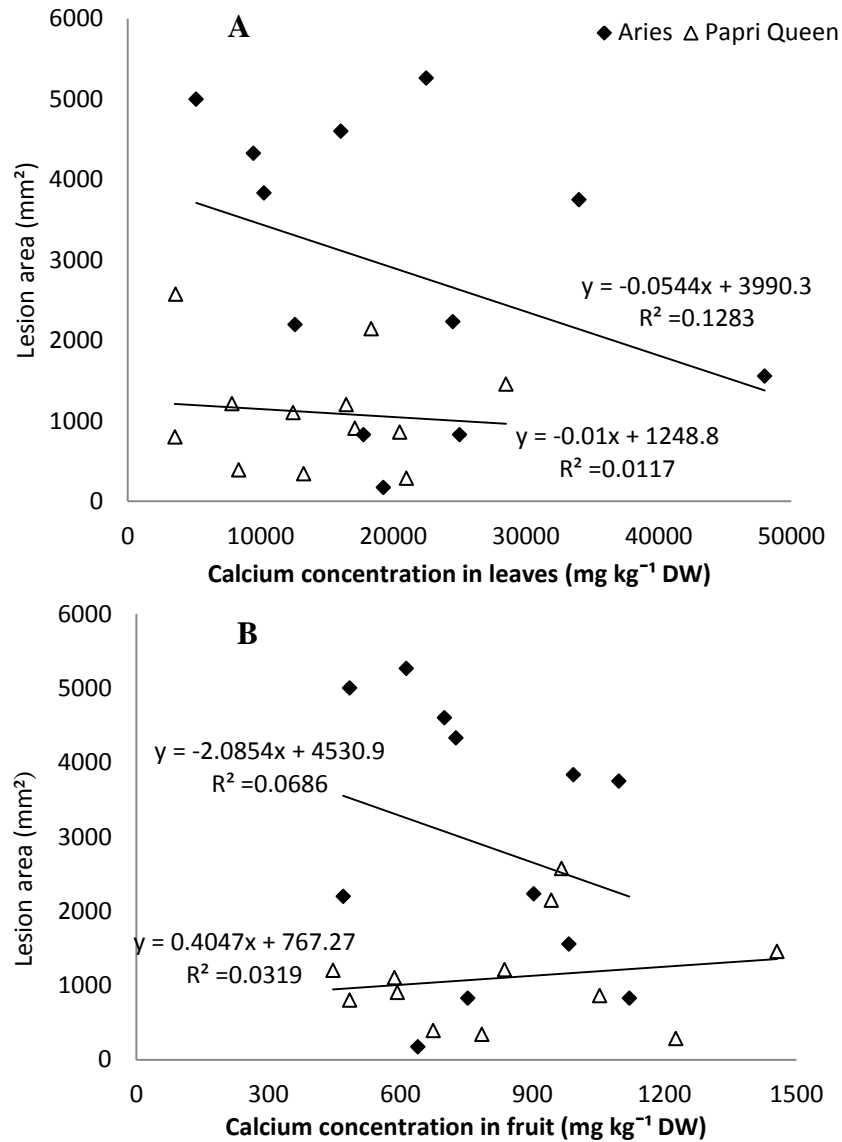 A
Aries
Papri Queen
6000
5000
4000
3000
2000
1000
0
Lesion area (mm²)
y = -0.0544x + 3990.3
R² =0.1283
y = -0.01x + 1248.8
R² =0.0117
0 10000 20000 30000 40000 50000
Calcium concentration in leaves (mg kg⁻¹ DW)
B
6000
5000
4000
3000
2000
1000
0
Lesion area (mm²)
y = -2.0854x + 4530.9
R² =0.0686
y = 0.4047x + 767.27
R² =0.0319
0 300 600 900 1200 1500
Calcium concentration in fruit (mg kg⁻¹ DW)